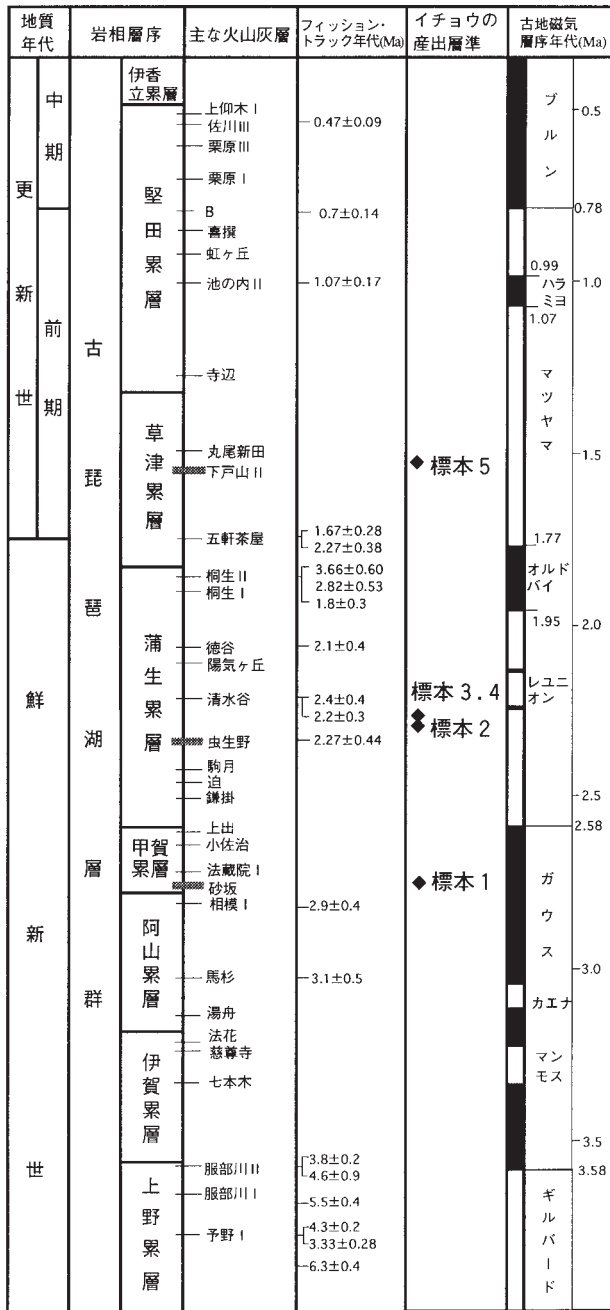 地質年代
岩相層序
主な火山灰層
フィッション・トラック年代(Ma)
イチョウの産出層準
古地磁気層序年代(Ma)
更新世
中期
前期
鮮新世
古琵琶湖層群
伊香立累層
堅田累層
草津累層
蒲生累層
甲賀累層
阿山累層
伊賀累層
上野累層
上仰木 I
佐川 III
栗原 III
栗原 I
B
喜撰
虹ヶ丘
池の内 II
寺辺
丸尾新田
下戸山 II
五軒茶屋
桐生 II
桐生 I
徳谷
陽気ヶ丘
清水谷
虫生野
駒月
迫
鎌掛
上出
小佐治
法蔵院 I
砂坂
相模 I
馬杉
湯舟
法花
慈尊寺
七本木
服部川 II
服部川 I
予野 I
0.47±0.09
0.7±0.14
1.07±0.17
1.67±0.28
2.27±0.38
3.66±0.60
2.82±0.53
1.8±0.3
2.1±0.4
2.4±0.4
2.2±0.3
2.27±0.44
2.9±0.4
3.1±0.5
3.8±0.2
4.6±0.9
5.5±0.4
4.3±0.2
3.33±0.28
6.3±0.4
標本 5
標本 3.4
標本 2
標本 1
ブルン
0.99
ハラミヨ
1.07
マツヤマ
1.77
オルドバイ
1.95
レユニオン
ガウス
カエナ
マンモス
ギルバード
0.5
0.78
1.0
1.5
2.0
2.5
2.58
3.0
3.5
3.58